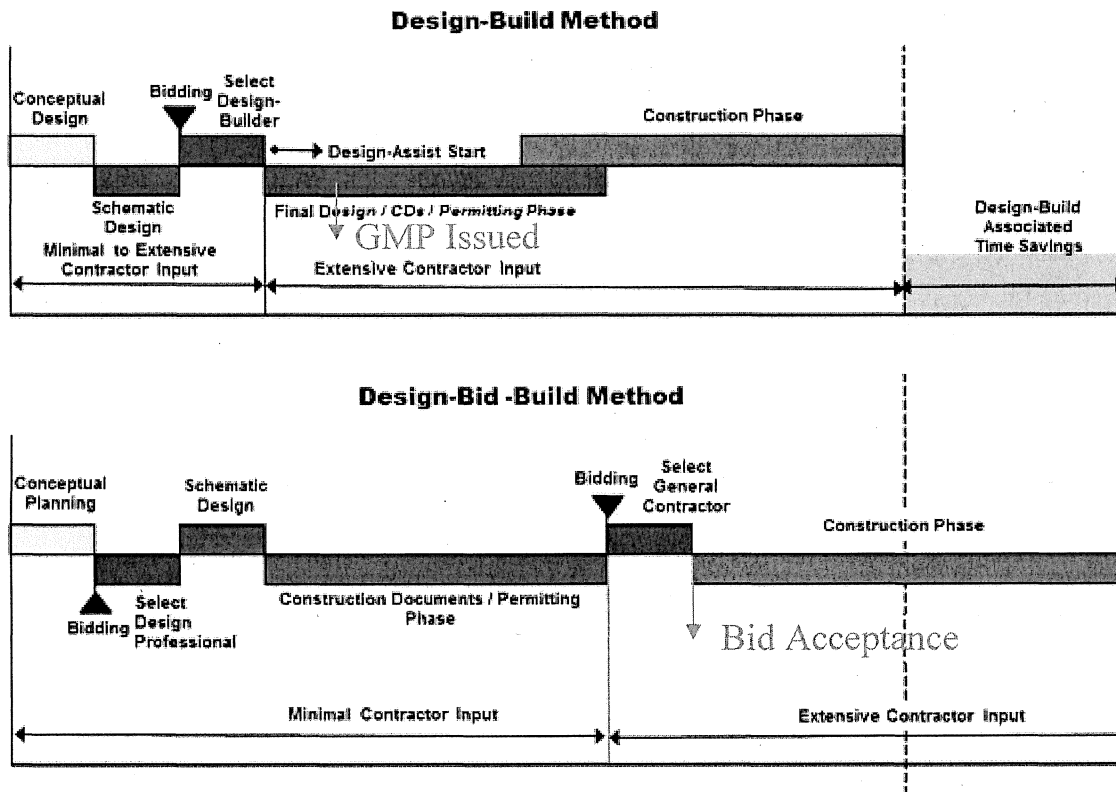 Design-Build Method
Conceptual
Design
Bidding
Select
Design-
Builder
Construction Phase
Design-Assist Start
Schematic
Design
Final Design / CDs / Permitting Phase
GMP Issued
Minimal to Extensive
Contractor Input
Extensive Contractor Input
Design-Build
Associated
Time Savings
Design-Bid -Build Method
Conceptual
Planning
Schematic
Design
Bidding
Select
General
Contractor
Construction Phase
Bidding
Select
Design
Professional
Construction Documents / Permitting
Phase
Bid Acceptance
Minimal Contractor Input
Extensive Contractor Input